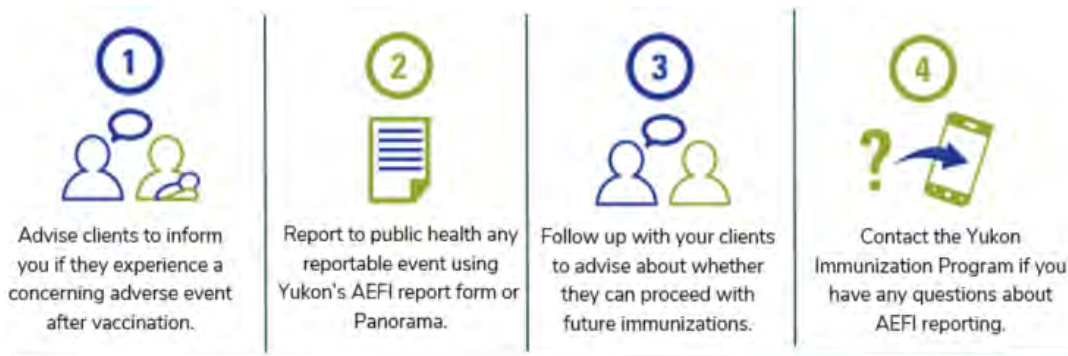 1
Advise clients to inform
you if they experience a
concerning adverse event
after vaccination.
2
Report to public health any
reportable event using
Yukon's AEFI report form or
Panorama.
3
Follow up with your clients
to advise about whether
they can proceed with
future immunizations.
4
?
Contact the Yukon
Immunization Program if you
have any questions about
AEFI reporting.